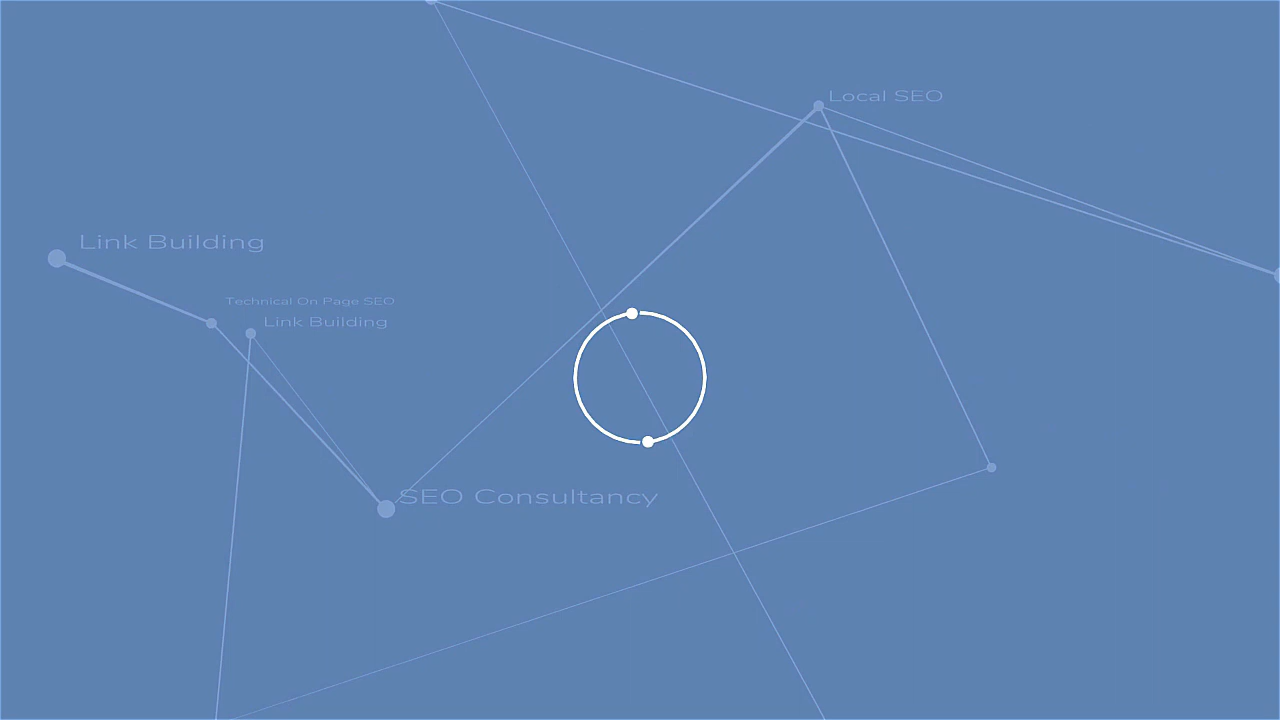 Local SEO
Link Building
Technical On Page SEO
Link Building
SEO Consultancy